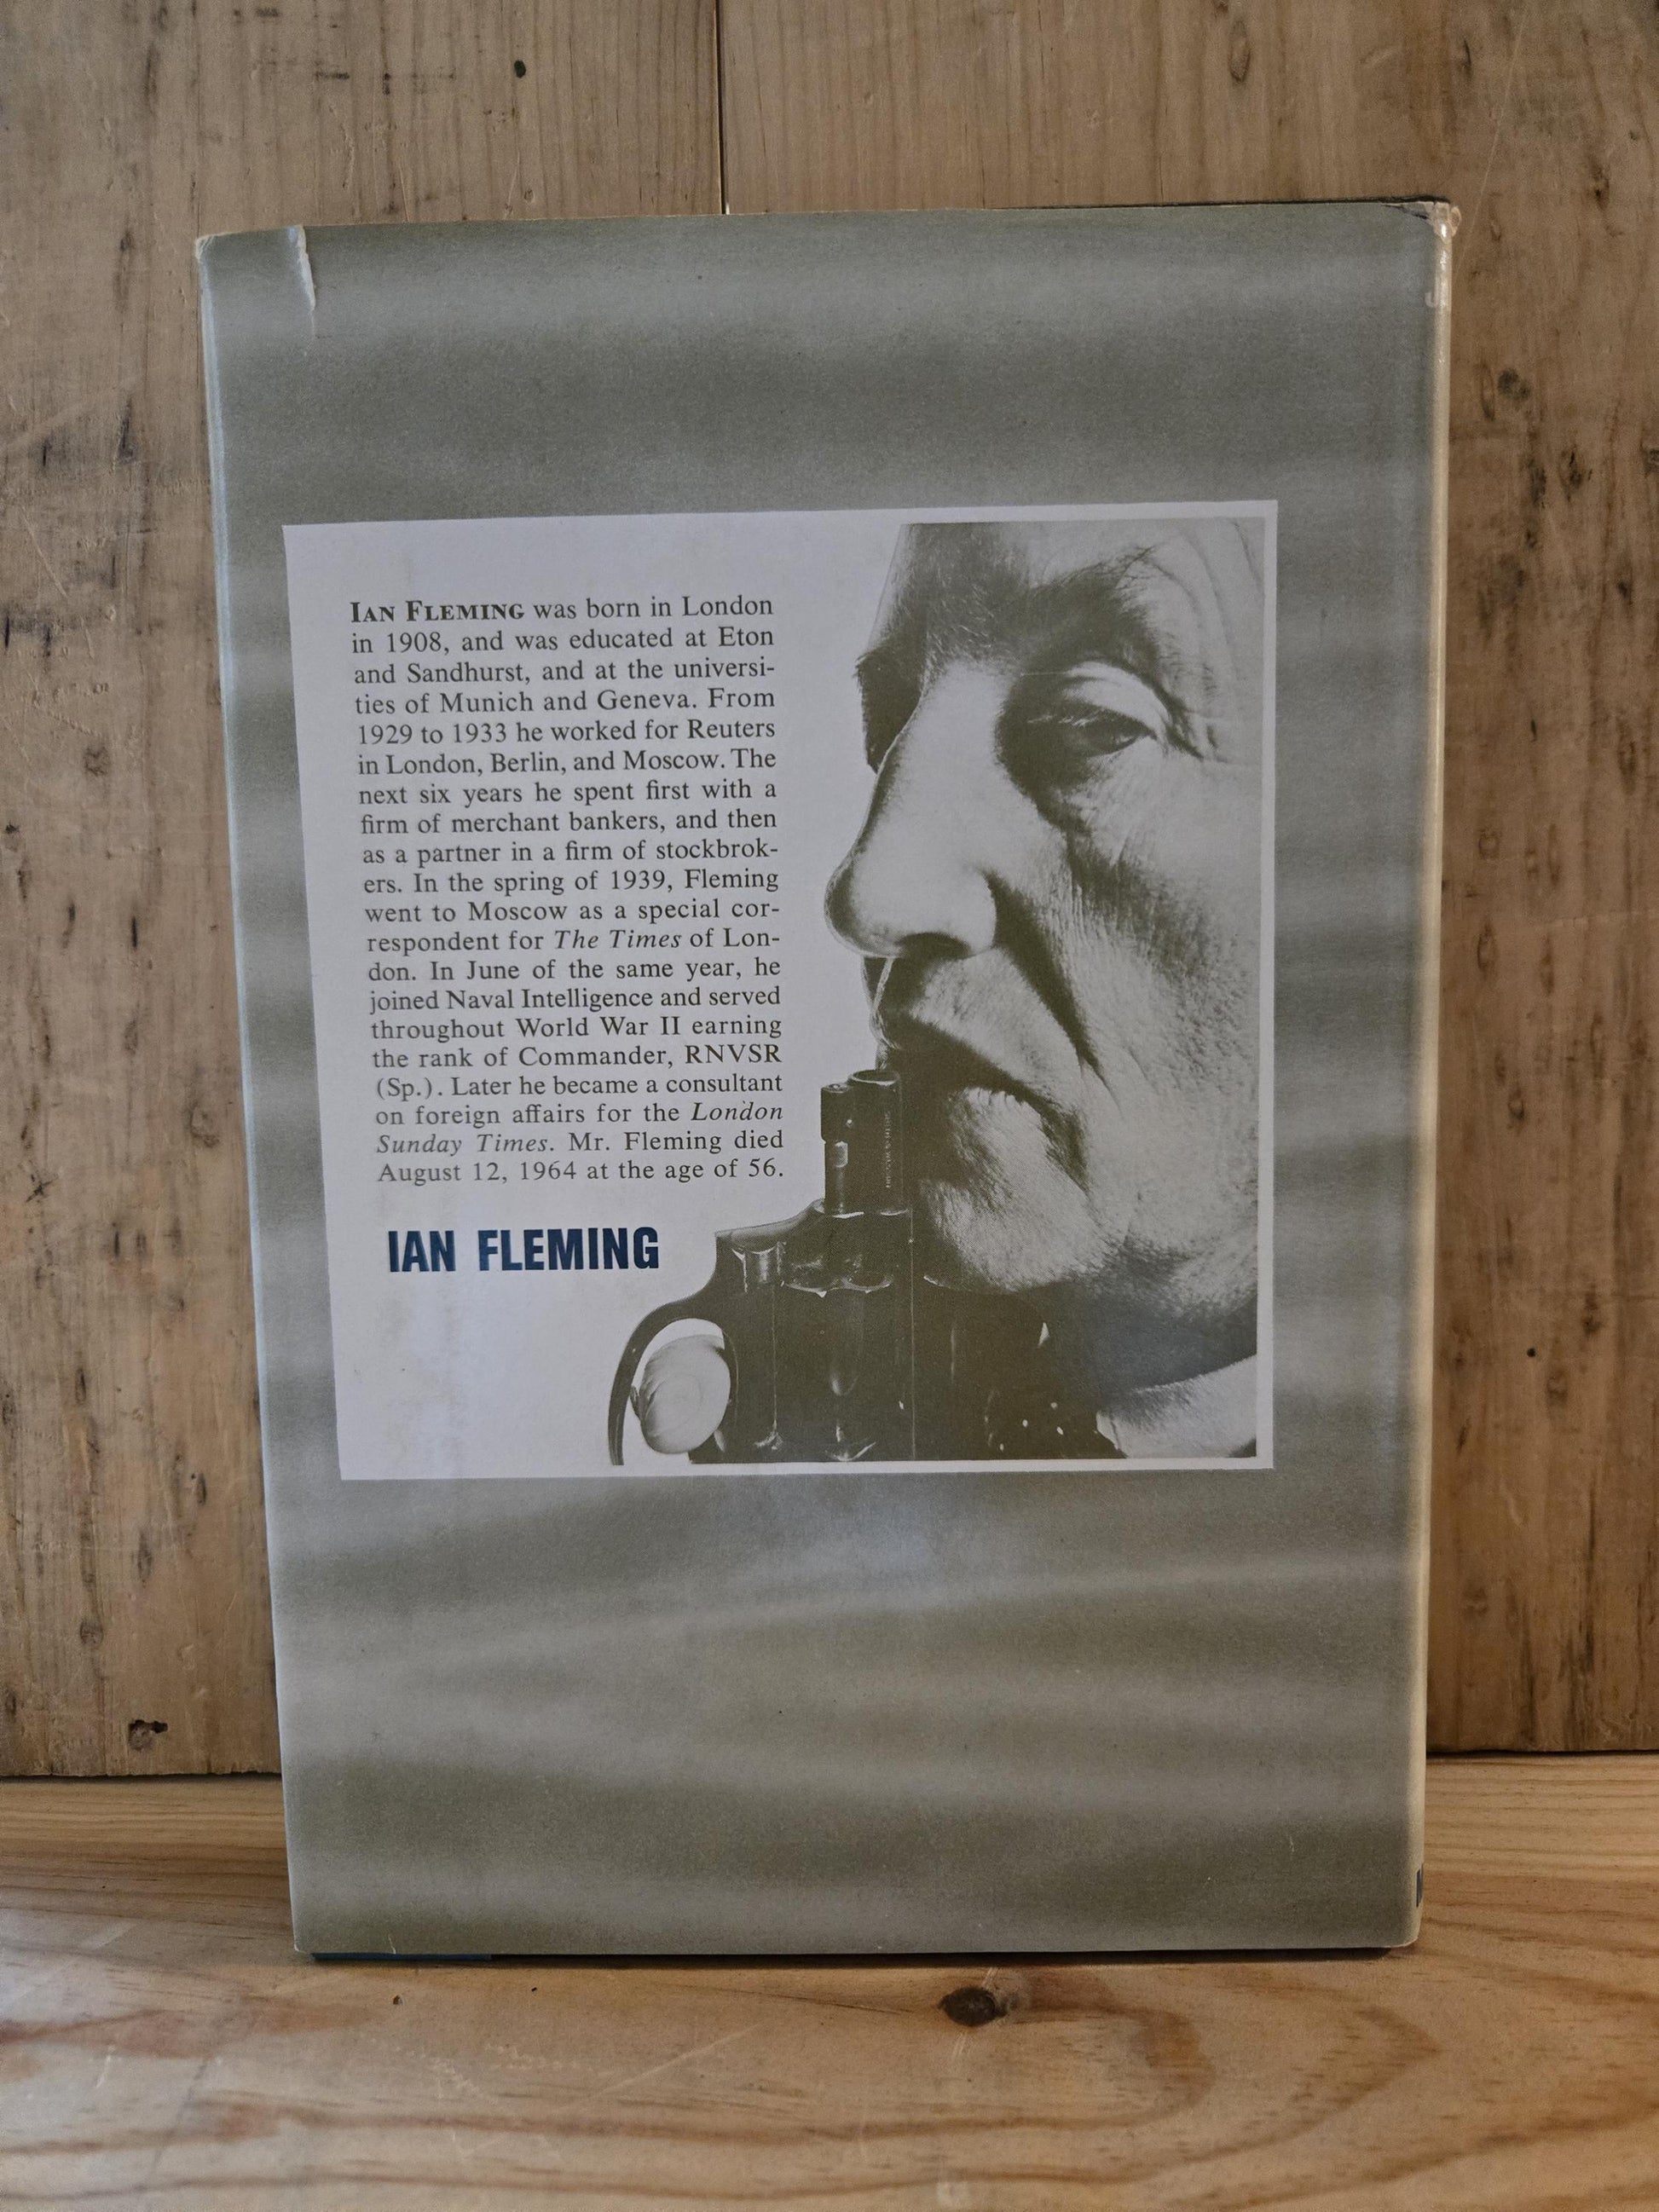 IAN FLEMING was born in London
in 1908, and was educated at Eton
and Sandhurst, and at the universi-
ties of Munich and Geneva. From
1929 to 1933 he worked for Reuters
in London, Berlin, and Moscow. The
next six years he spent first with a
firm of merchant bankers, and then
as a partner in a firm of stockbrok-
ers. In the spring of 1939, Fleming
went to Moscow as a special cor-
respondent for The Times of Lon-
don. In June of the same year, he
joined Naval Intelligence and served
throughout World War II earning
the rank of Commander, RNVSR
(Sp.). Later he became a consultant
on foreign affairs for the London
Sunday Times. Mr. Fleming died
August 12, 1964 at the age of 56.
IAN FLEMING